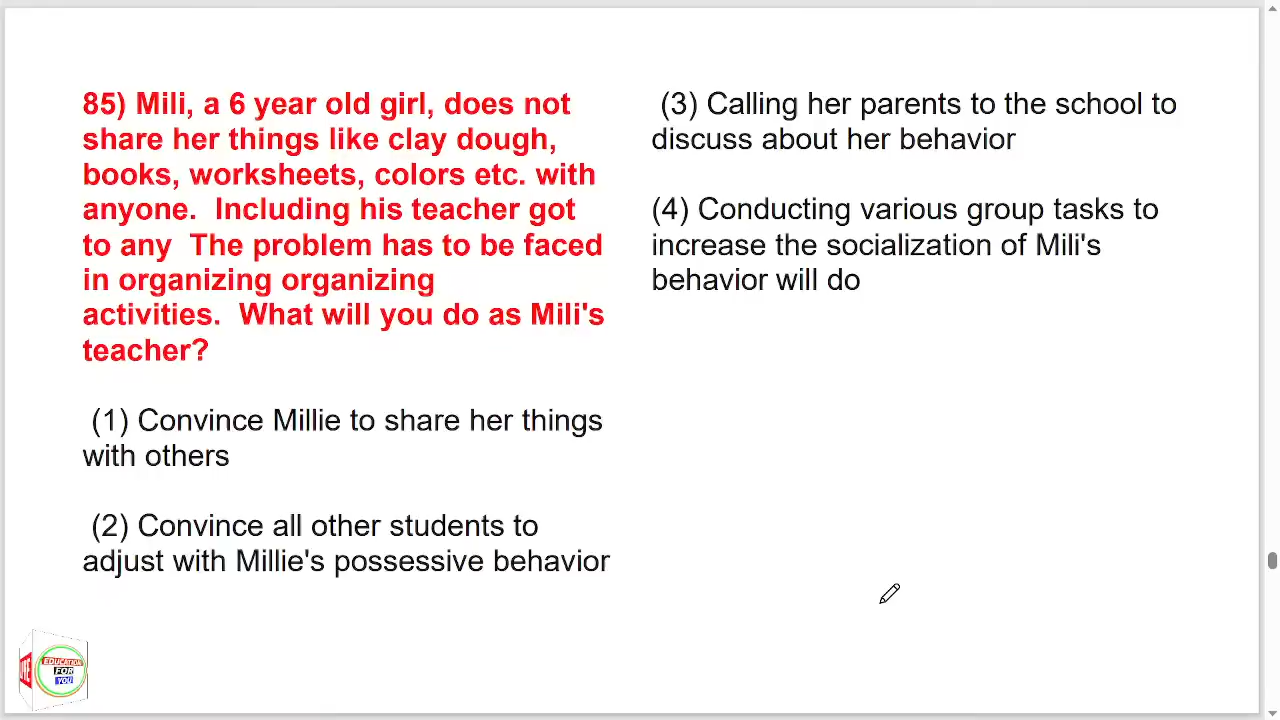 85) Mili, a 6 year old girl, does not
share her things like clay dough,
books, worksheets, colors etc. with
anyone.  Including his teacher got
to any  The problem has to be faced
in organizing organizing
activities.  What will you do as Mili's
teacher?
(1) Convince Millie to share her things
with others
(2) Convince all other students to
adjust with Millie's possessive behavior
(3) Calling her parents to the school to
discuss about her behavior
(4) Conducting various group tasks to
increase the socialization of Mili's
behavior will do
EDUCATION
FOR
YOU